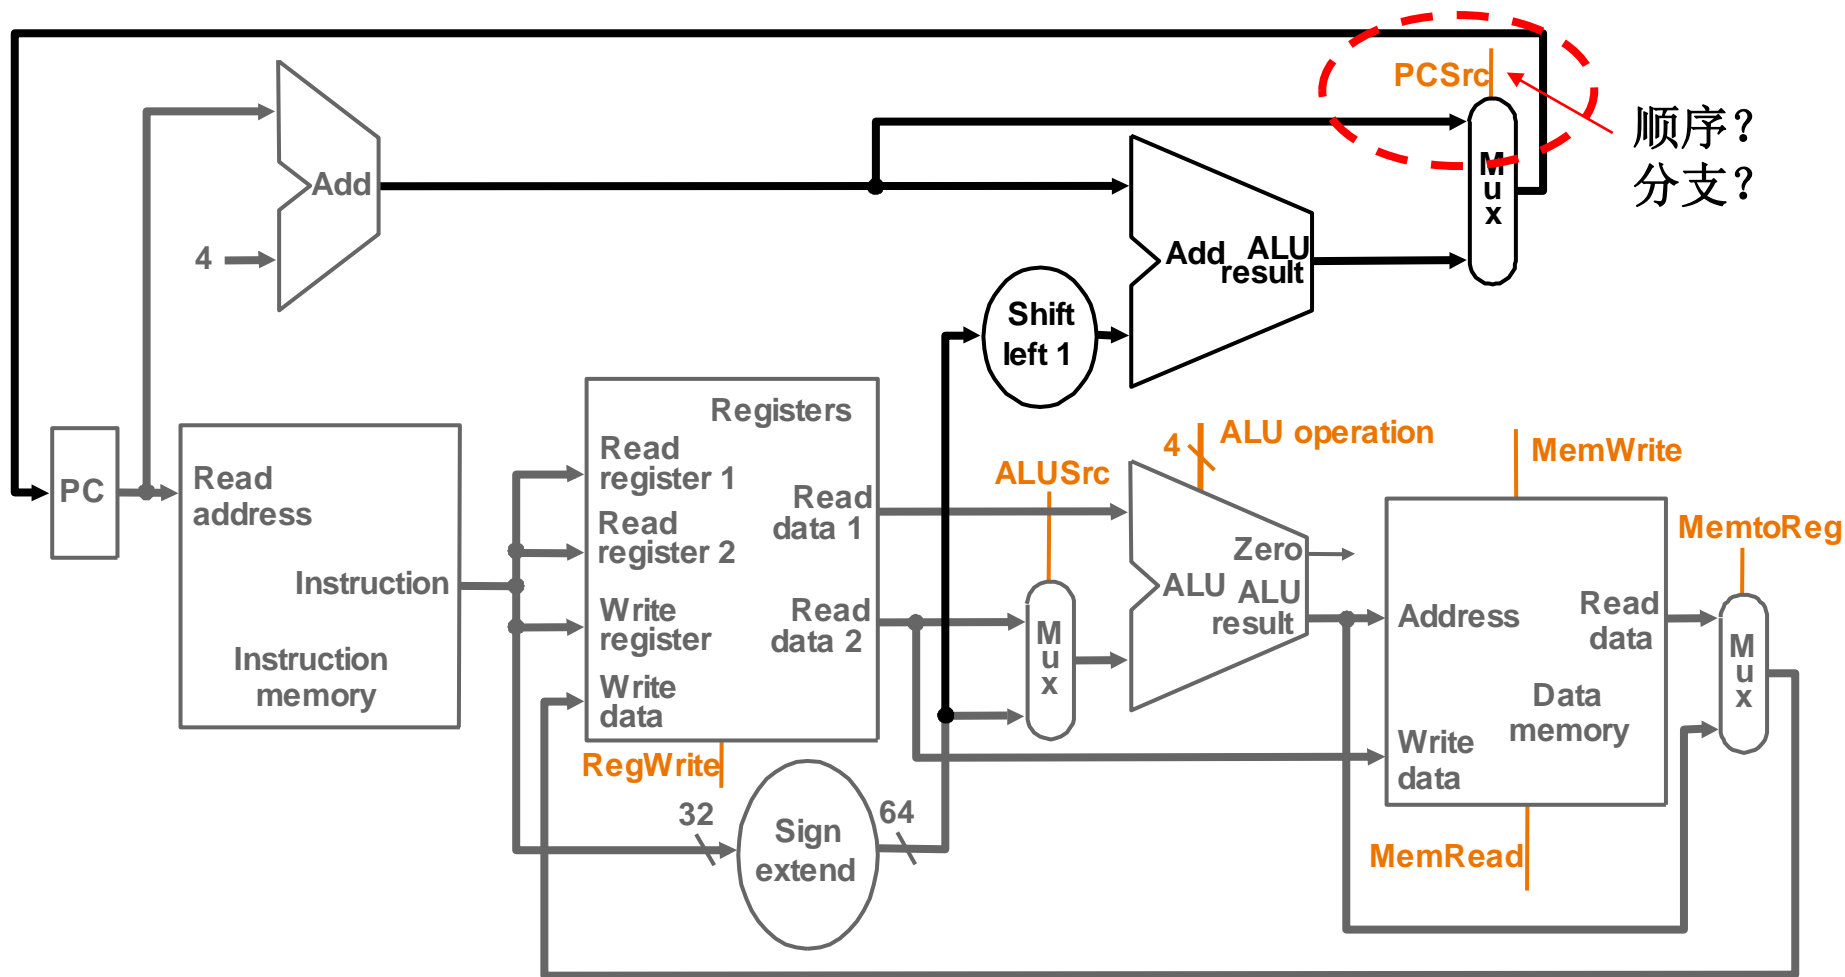 PCSrc
顺序？
分支？
Add
4
Mux
Add
ALU
result
Shift
left 1
Registers
Read
register 1
Read
register 2
Write
register
Write
data
Read
data 1
Read
data 2
RegWrite
PC
Read
address
Instruction
Instruction
memory
ALUSrc
Mux
4
ALU operation
Zero
ALU
ALU
result
MemWrite
Address
Read
data
Data
memory
Write
data
MemRead
MemtoReg
Mux
32
Sign
extend
64